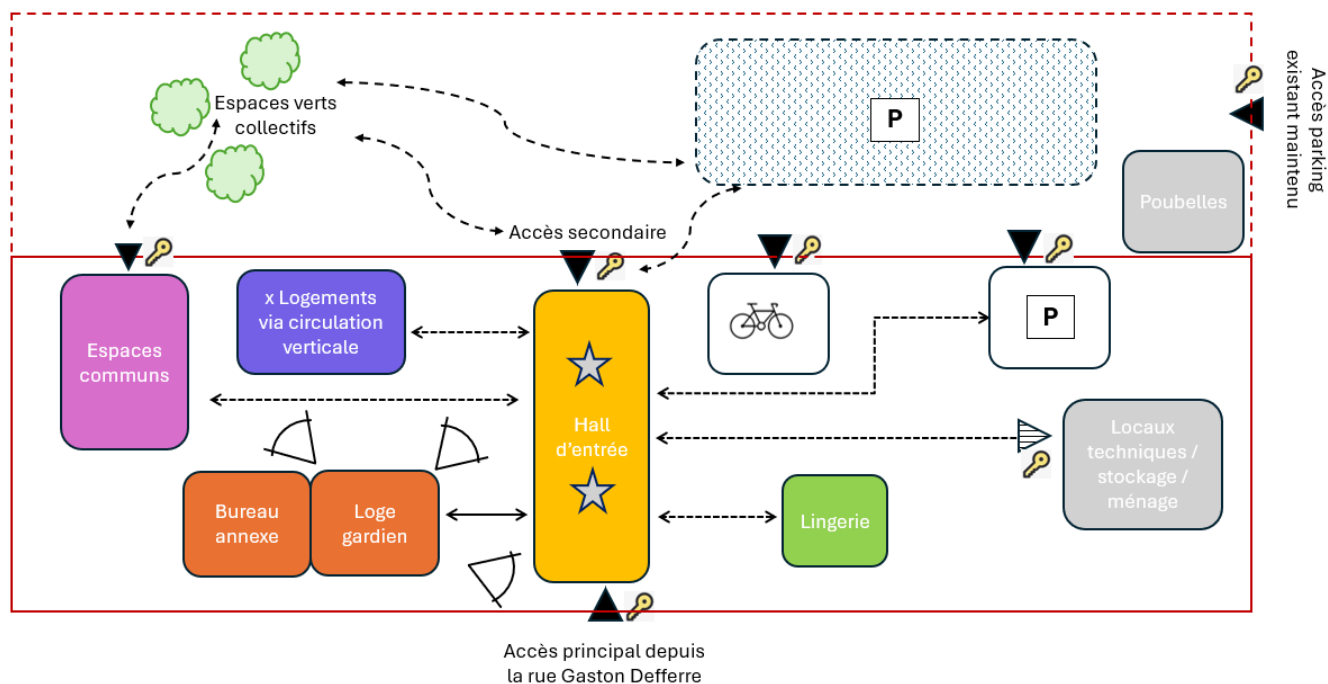 Espaces verts
collectifs
P
Accès parking
existant maintenu
Poubelles
Accès secondaire
x Logements
via circulation
verticale
Espaces
communs
P
Hall
d'entrée
Locaux
techniques /
stockage /
ménage
Bureau
annexe
Loge
gardien
Lingerie
Accès principal depuis
la rue Gaston Defferre